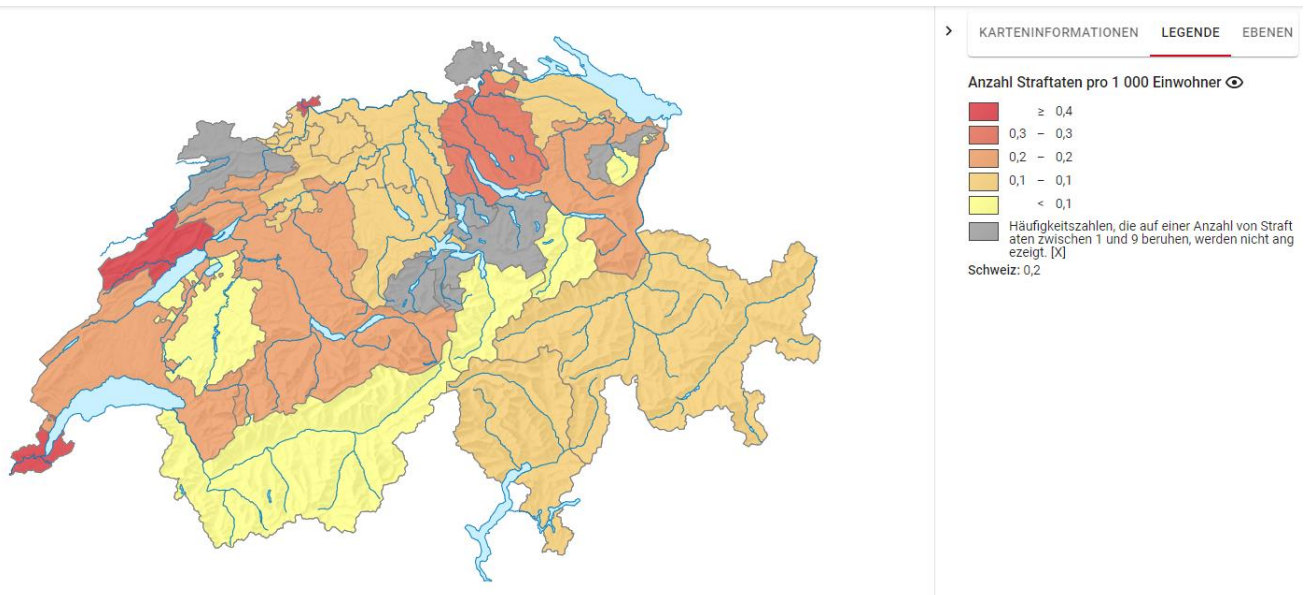 KARTENINFORMATIONEN LEGENDE EBENEN
Anzahl Straftaten pro 1 000 Einwohner
≥ 0,4
0,3 – 0,3
0,2 – 0,2
0,1 – 0,1
< 0,1
Häufigkeitszahlen, die auf einer Anzahl von Straft
aten zwischen 1 und 9 beruhen, werden nicht ang
ezeigt. [X]
Schweiz: 0,2